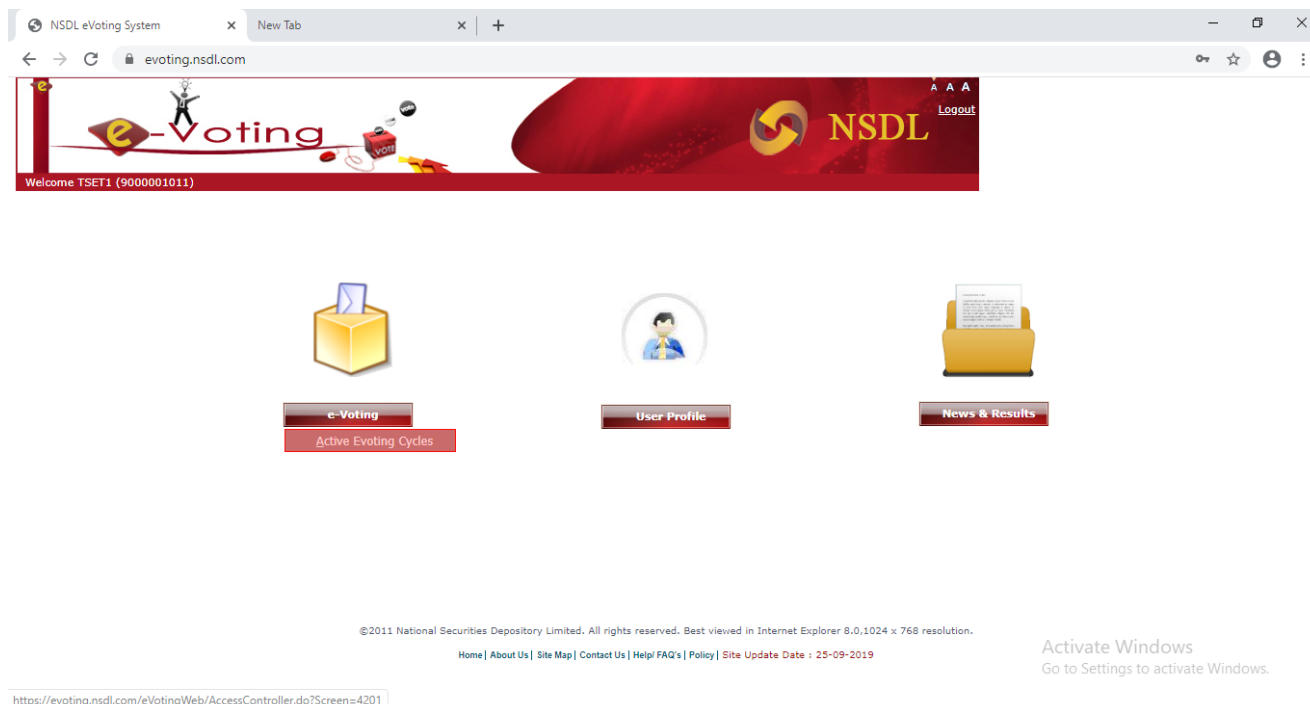 NSDL eVoting System
New Tab
evoting.nsdl.com
A A A
Logout
e-Voting
VOTE
VOTE
NSDL
Welcome TSET1 (9000001011)
e-Voting
User Profile
News & Results
Active Evoting Cycles
©2011 National Securities Depository Limited. All rights reserved. Best viewed in Internet Explorer 8.0,1024 x 768 resolution.
Home| About Us| Site Map| Contact Us| Help/ FAQ's| Policy| Site Update Date : 25-09-2019
Activate Windows
Go to Settings to activate Windows.
https://evoting.nsdl.com/eVotingWeb/AccessController.do?Screen=4201